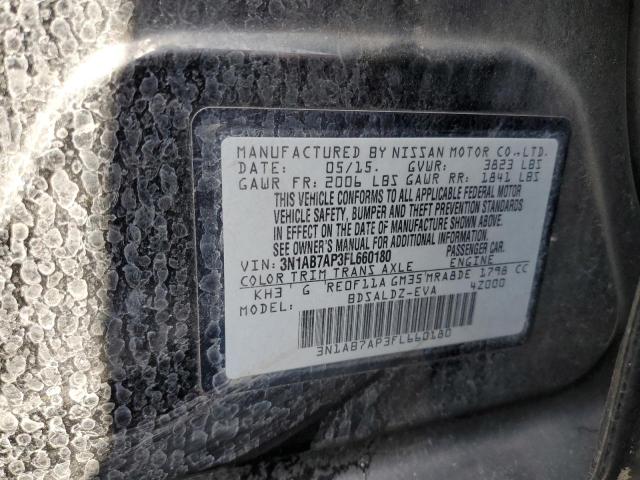 MANUFACTURED BY NISSAN MOTOR CO.,LTD.
DATE: 05/15. GVWR: 3823 LBS
GAWR FR: 2006 LBS GAWR RR: 1841 LBS
THIS VEHICLE CONFORMS TO ALL APPLICABLE FEDERAL MOTOR
VEHICLE SAFETY, BUMPER AND THEFT PREVENTION STANDARDS
IN EFFECT ON THE DATE OF MANUFACTURE SHOWN ABOVE.
SEE OWNER'S MANUAL FOR ADDITIONAL INFORMATION.
VIN: 3N1AB7AP3FL660180 PASSENGER CAR.
COLOR TRIM TRANS AXLE ENGINE
KH3 G RE0F11A GM35 MRA8DE 1798 CC
MODEL: BDSALDZ-EVA 4Z000
3N1AB7AP3FL660180